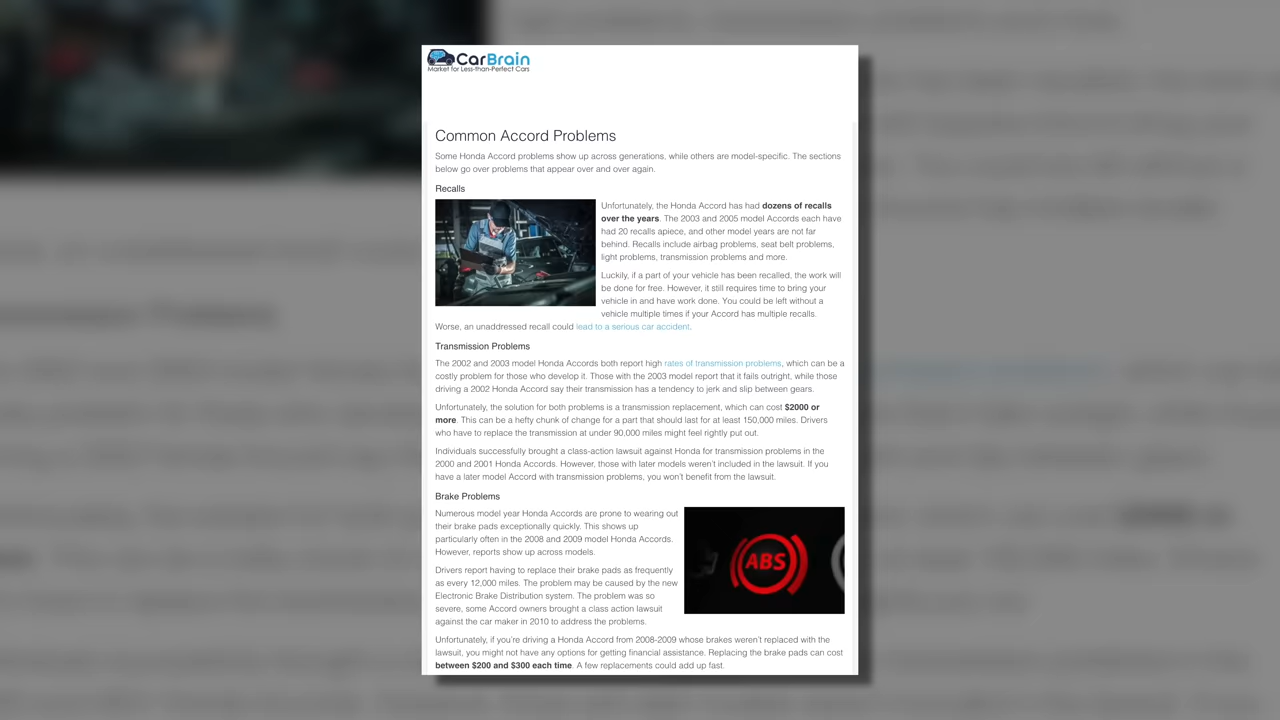 CarBrain
Market for Less-than-Perfect Cars
Common Accord Problems
Some Honda Accord problems show up across generations, while others are model-specific. The sections
below go over problems that appear over and over again.
Recalls
Unfortunately, the Honda Accord has had dozens of recalls
over the years. The 2003 and 2005 model Accords each have
had 20 recalls apiece, and other model years are not far
behind. Recalls include airbag problems, seat belt problems,
light problems, transmission problems and more.
Luckily, if a part of your vehicle has been recalled, the work will
be done for free. However, it still requires time to bring your
vehicle in and have work done. You could be left without a
vehicle multiple times if your Accord has multiple recalls.
Worse, an unaddressed recall could lead to a serious car accident.
Transmission Problems
The 2002 and 2003 model Honda Accords both report high rates of transmission problems, which can be a
costly problem for those who develop it. Those with the 2003 model report that it fails outright, while those
driving a 2002 Honda Accord say their transmission has a tendency to jerk and slip between gears.
Unfortunately, the solution for both problems is a transmission replacement, which can cost $2000 or
more. This can be a hefty chunk of change for a part that should last for at least 150,000 miles. Drivers
who have to replace the transmission at under 90,000 miles might feel rightly put out.
Individuals successfully brought a class-action lawsuit against Honda for transmission problems in the
2000 and 2001 Honda Accords. However, those with later models weren't included in the lawsuit. If you
have a later model Accord with transmission problems, you won't benefit from the lawsuit.
Brake Problems
Numerous model year Honda Accords are prone to wearing out
their brake pads exceptionally quickly. This shows up
particularly often in the 2008 and 2009 model Honda Accords.
However, reports show up across models.
Drivers report having to replace their brake pads as frequently
as every 12,000 miles. The problem may be caused by the new
Electronic Brake Distribution system. The problem was so
severe, some Accord owners brought a class action lawsuit
against the car maker in 2010 to address the problems.
ABS
Unfortunately, if you're driving a Honda Accord from 2008-2009 whose brakes weren't replaced with the
lawsuit, you might not have any options for getting financial assistance. Replacing the brake pads can cost
between $200 and $300 each time. A few replacements could add up fast.